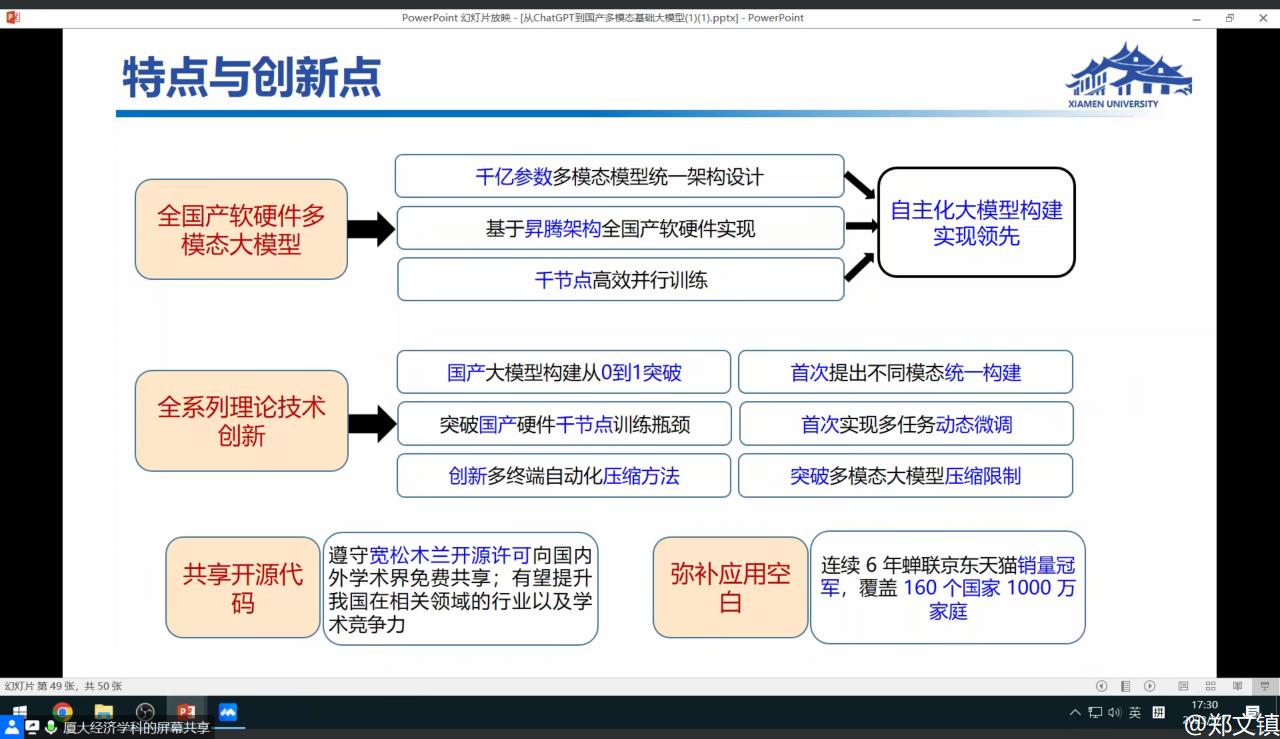 PowerPoint 幻灯片放映 - [从ChatGPT到国产多模态基础大模型(1)(1).pptx] - PowerPoint
特点与创新点
XIAMEN UNIVERSITY
全国产软硬件多
模态大模型
千亿参数多模态模型统一架构设计
基于昇腾架构全国产软硬件实现
千节点高效并行训练
自主化大模型构建
实现领先
全系列理论技术
创新
国产大模型构建从0到1突破
首次提出不同模态统一构建
突破国产硬件千节点训练瓶颈
首次实现多任务动态微调
创新多终端自动化压缩方法
突破多模态大模型压缩限制
共享开源代
码
遵守宽松木兰开源许可向国内
外学术界免费共享；有望提升
我国在相关领域的行业以及学
术竞争力
弥补应用空
白
连续 6 年蝉联京东天猫销量冠
军，覆盖 160 个国家 1000 万
家庭
幻灯片 第 49 张，共 50 张
英
拼
17:30
厦大经济学科的屏幕共享
@郑文镇